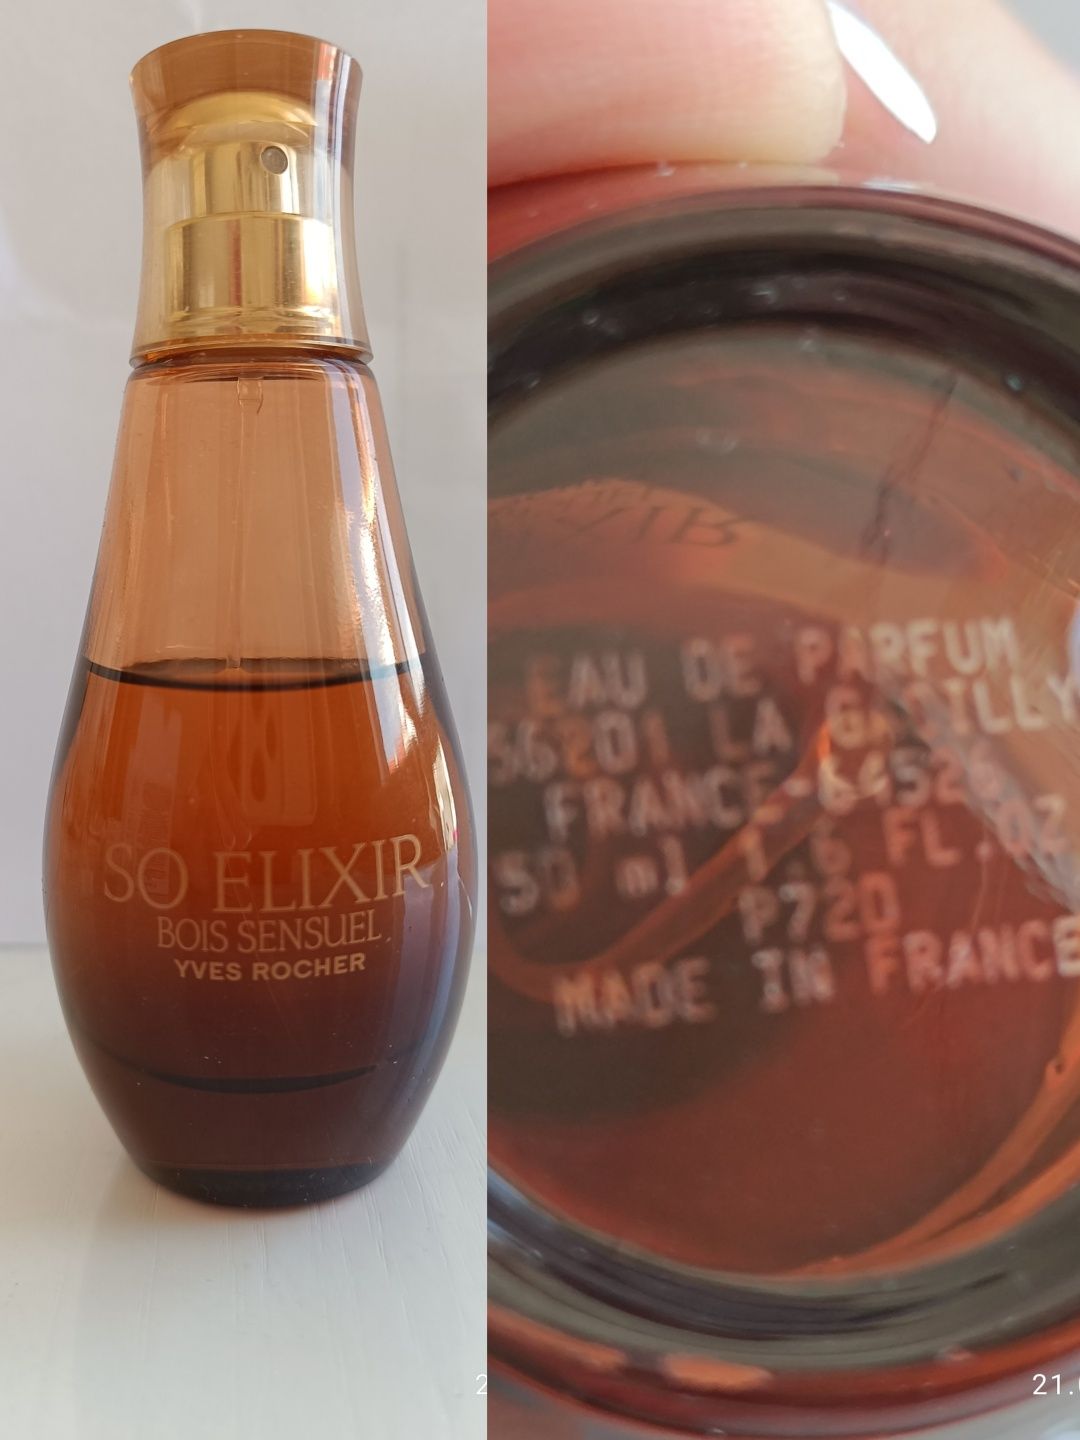 SO ELIXIR
BOIS SENSUEL
YVES ROCHER
EAU DE PARFUM
56201 LA GACILLY
FRANCE-64526
50 ml 1.6 FL.OZ
P720
MADE IN FRANCE